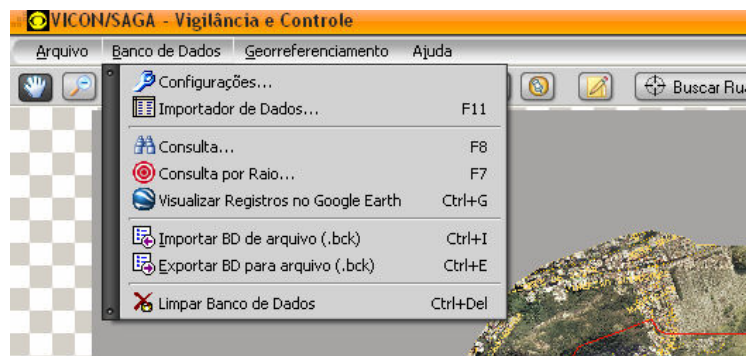 VICON/SAGA - Vigilância e Controle
Arquivo Banco de Dados Georreferenciamento Ajuda
Buscar Rua
Configurações...
Importador de Dados... F11
Consulta... F8
Consulta por Raio... F7
Visualizar Registros no Google Earth Ctrl+G
Importar BD de arquivo (.bck) Ctrl+I
Exportar BD para arquivo (.bck) Ctrl+E
Limpar Banco de Dados Ctrl+Del